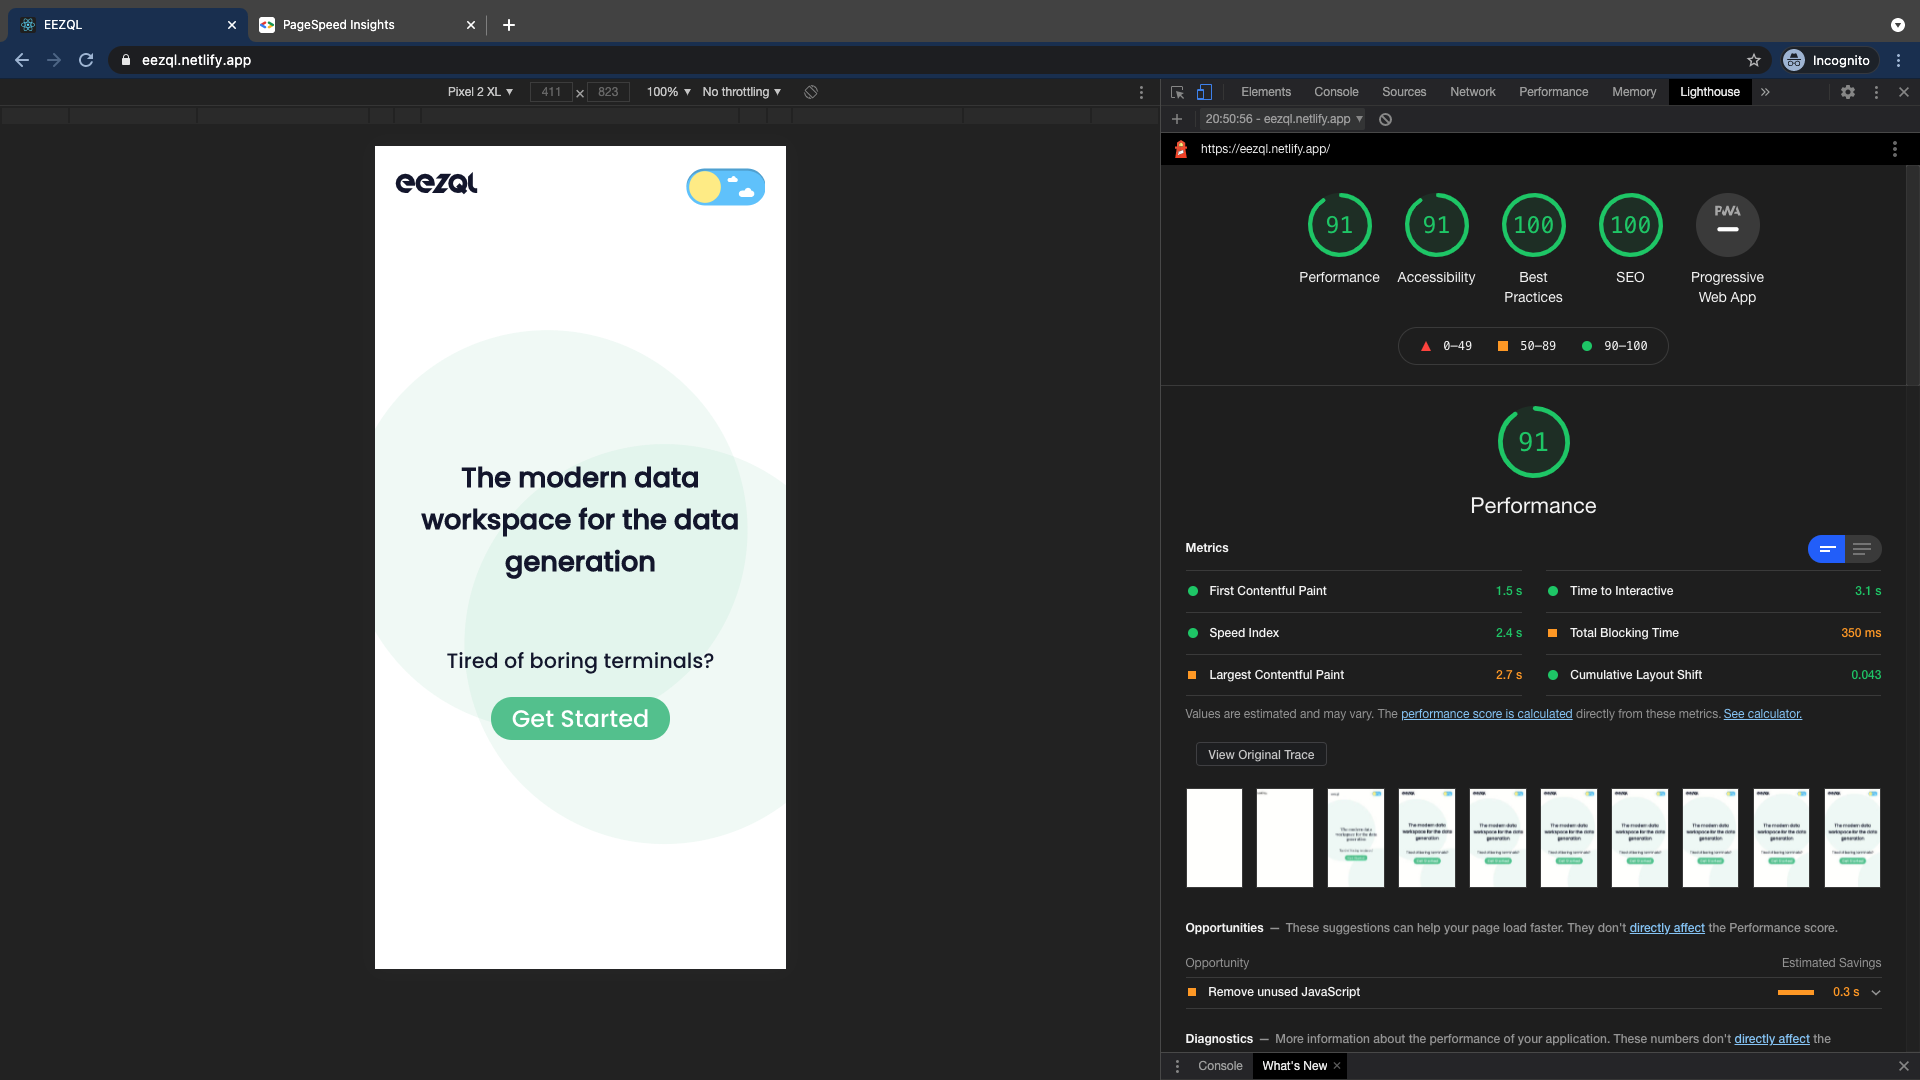 EEZQL
PageSpeed Insights
eezql.netlify.app
Incognito
Pixel 2 XL
411 × 823
100%
No throttling
Elements
Console
Sources
Network
Performance
Memory
Lighthouse
20:50:56 - eezql.netlify.app
https://eezql.netlify.app/
eezql
The modern data
workspace for the data
generation
Tired of boring terminals?
Get Started
91
91
100
100
PWA
Performance
Accessibility
Best
Practices
SEO
Progressive
Web App
0–49
50–89
90–100
91
Performance
Metrics
First Contentful Paint 1.5 s
Time to Interactive 3.1 s
Speed Index 2.4 s
Total Blocking Time 350 ms
Largest Contentful Paint 2.7 s
Cumulative Layout Shift 0.043
Values are estimated and may vary. The performance score is calculated directly from these metrics. See calculator.
View Original Trace
Opportunities — These suggestions can help your page load faster. They don't directly affect the Performance score.
Opportunity Estimated Savings
Remove unused JavaScript 0.3 s
Diagnostics — More information about the performance of your application. These numbers don't directly affect the
Console
What's New